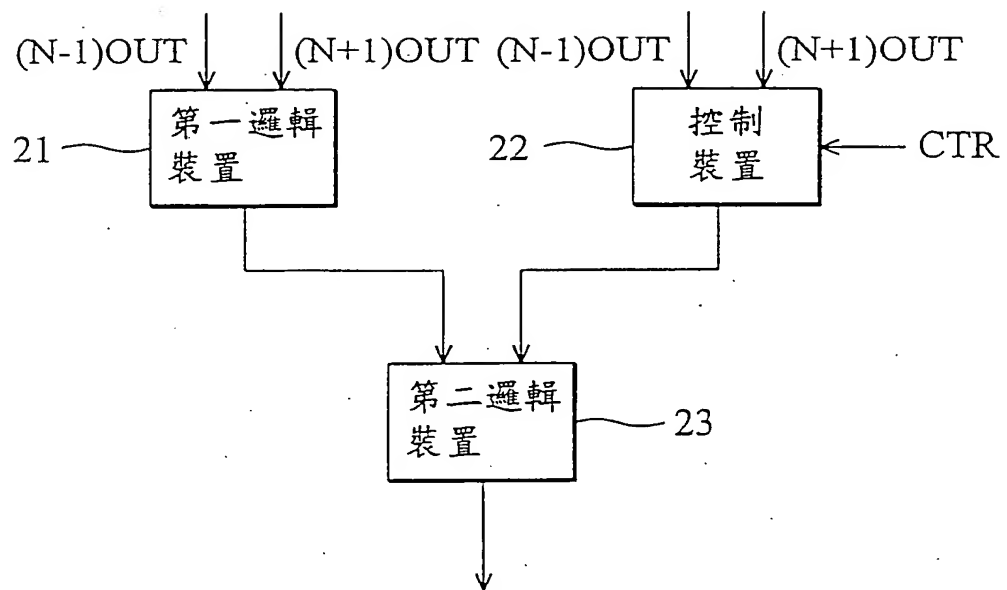 (N-1)OUT
(N+1)OUT
(N-1)OUT
(N+1)OUT
21
第一邏輯
裝置
22
控制
裝置
CTR
第二邏輯
裝置
23